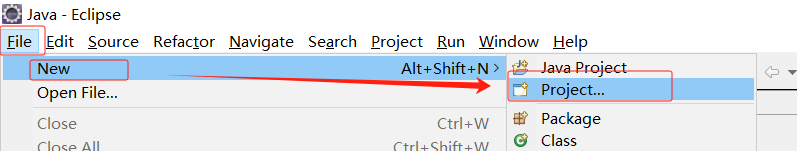 Java - Eclipse
File Edit Source Refactor Navigate Search Project Run Window Help
New Alt+Shift+N > Java Project
Open File... Project...
Close Ctrl+W Package
Close All Ctrl+Shift+W Class